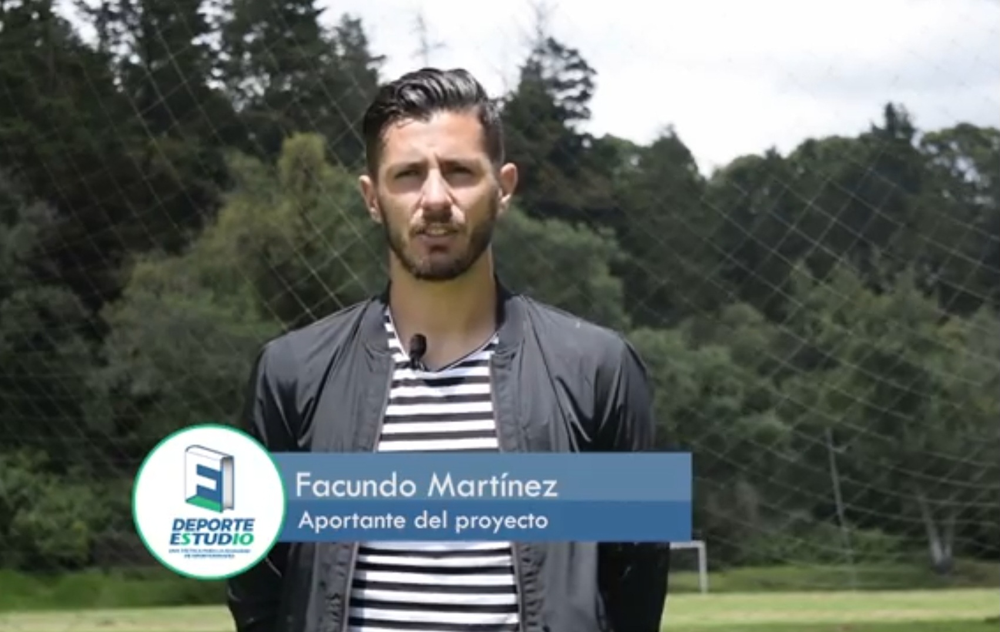 Facundo Martínez
Aportante del proyecto
DEPORTE
ESTUDIO